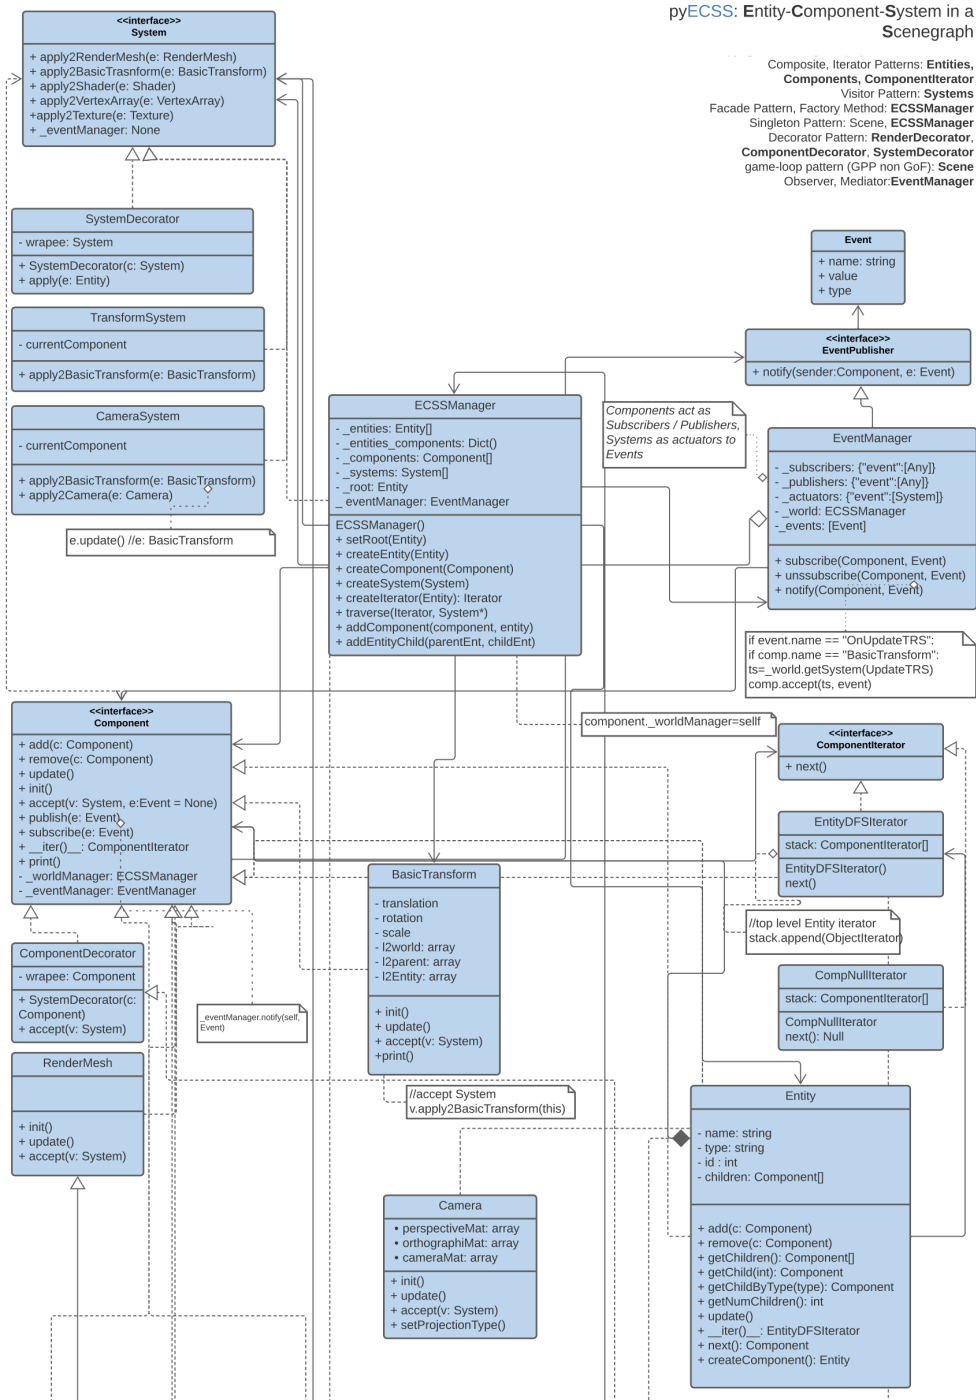 pyECSS: Entity-Component-System in a
Scenegraph
Composite, Iterator Patterns: Entities,
Components, ComponentIterator
Visitor Pattern: Systems
Facade Pattern, Factory Method: ECSSManager
Singleton Pattern: Scene, ECSSManager
Decorator Pattern: RenderDecorator,
ComponentDecorator, SystemDecorator
game-loop pattern (GPP non GoF): Scene
Observer, Mediator:EventManager
<<interface>>
System
+ apply2RenderMesh(e: RenderMesh)
+ apply2BasicTrasnform(e: BasicTransform)
+ apply2Shader(e: Shader)
+ apply2VertexArray(e: VertexArray)
+apply2Texture(e: Texture)
+ _eventManager: None
SystemDecorator
- wrapee: System
+ SystemDecorator(c: System)
+ apply(e: Entity)
TransformSystem
- currentComponent
+ apply2BasicTransform(e: BasicTransform)
CameraSystem
- currentComponent
+ apply2BasicTransform(e: BasicTransform)
+ apply2Camera(e: Camera)
e.update() //e: BasicTransform
ECSSManager
- _entities: Entity[]
- _entities_components: Dict()
- _components: Component[]
- _systems: System[]
- _root: Entity
_ eventManager: EventManager
ECSSManager()
+ setRoot(Entity)
+ createEntity(Entity)
+ createComponent(Component)
+ createSystem(System)
+ createIterator(Entity): Iterator
+ traverse(Iterator, System*)
+ addComponent(component, entity)
+ addEntityChild(parentEnt, childEnt)
Components act as
Subscribers / Publishers,
Systems as actuators to
Events
Event
+ name: string
+ value
+ type
<<interface>>
EventPublisher
+ notify(sender:Component, e: Event)
EventManager
- _subscribers: {"event":[Any]}
- _publishers: {"event":[Any]}
- _actuators: {"event":[System]}
- _world: ECSSManager
-_events: [Event]
+ subscribe(Component, Event)
+ unssubscribe(Component, Event)
+ notify(Component, Event)
if event.name == "OnUpdateTRS":
if comp.name == "BasicTransform":
ts=_world.getSystem(UpdateTRS)
comp.accept(ts, event)
component._worldManager=sellf
<<interface>>
Component
+ add(c: Component)
+ remove(c: Component)
+ update()
+ init()
+ accept(v: System, e:Event = None)
+ publish(e: Event)
+ subscribe(e: Event)
+ __iter()__: ComponentIterator
+ print()
- _worldManager: ECSSManager
- _eventManager: EventManager
<<interface>>
ComponentIterator
+ next()
EntityDFSIterator
stack: ComponentIterator[]
EntityDFSIterator()
next()
//top level Entity iterator
stack.append(ObjectIterator)
CompNullIterator
stack: ComponentIterator[]
CompNullIterator
next(): Null
BasicTransform
- translation
- rotation
- scale
- l2world: array
- l2parent: array
- l2Entity: array
+ init()
+ update()
+ accept(v: System)
+print()
//accept System
v.apply2BasicTransform(this)
ComponentDecorator
- wrapee: Component
+ SystemDecorator(c:
Component)
+ accept(v: System)
_eventManager.notify(self,
Event)
RenderMesh
+ init()
+ update()
+ accept(v: System)
Camera
• perspectiveMat: array
• orthographiMat: array
• cameraMat: array
+ init()
+ update()
+ accept(v: System)
+ setProjectionType()
Entity
- name: string
- type: string
- id : int
- children: Component[]
+ add(c: Component)
+ remove(c: Component)
+ getChildren(): Component[]
+ getChild(int): Component
+ getChildByType(type): Component
+ getNumChildren(): int
+ update()
+ __iter()__: EntityDFSIterator
+ next(): Component
+ createComponent(): Entity